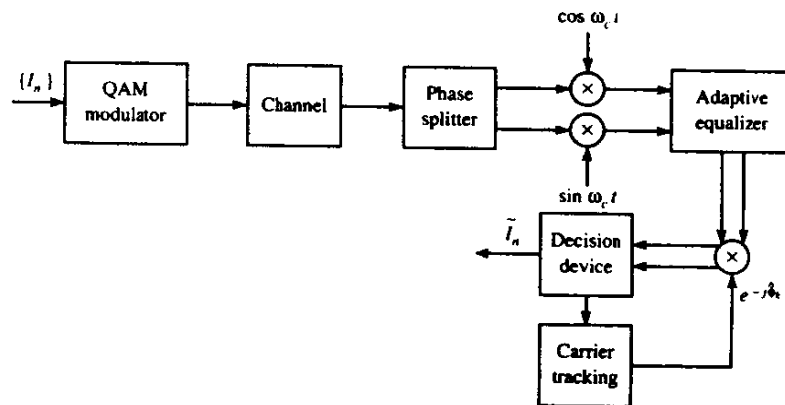 cos ω_c t
{I_n}
QAM
modulator
Channel
Phase
splitter
×
×
Adaptive
equalizer
sin ω_c t
Ĩ_n
Decision
device
×
e^{-jφ̂_k}
Carrier
tracking